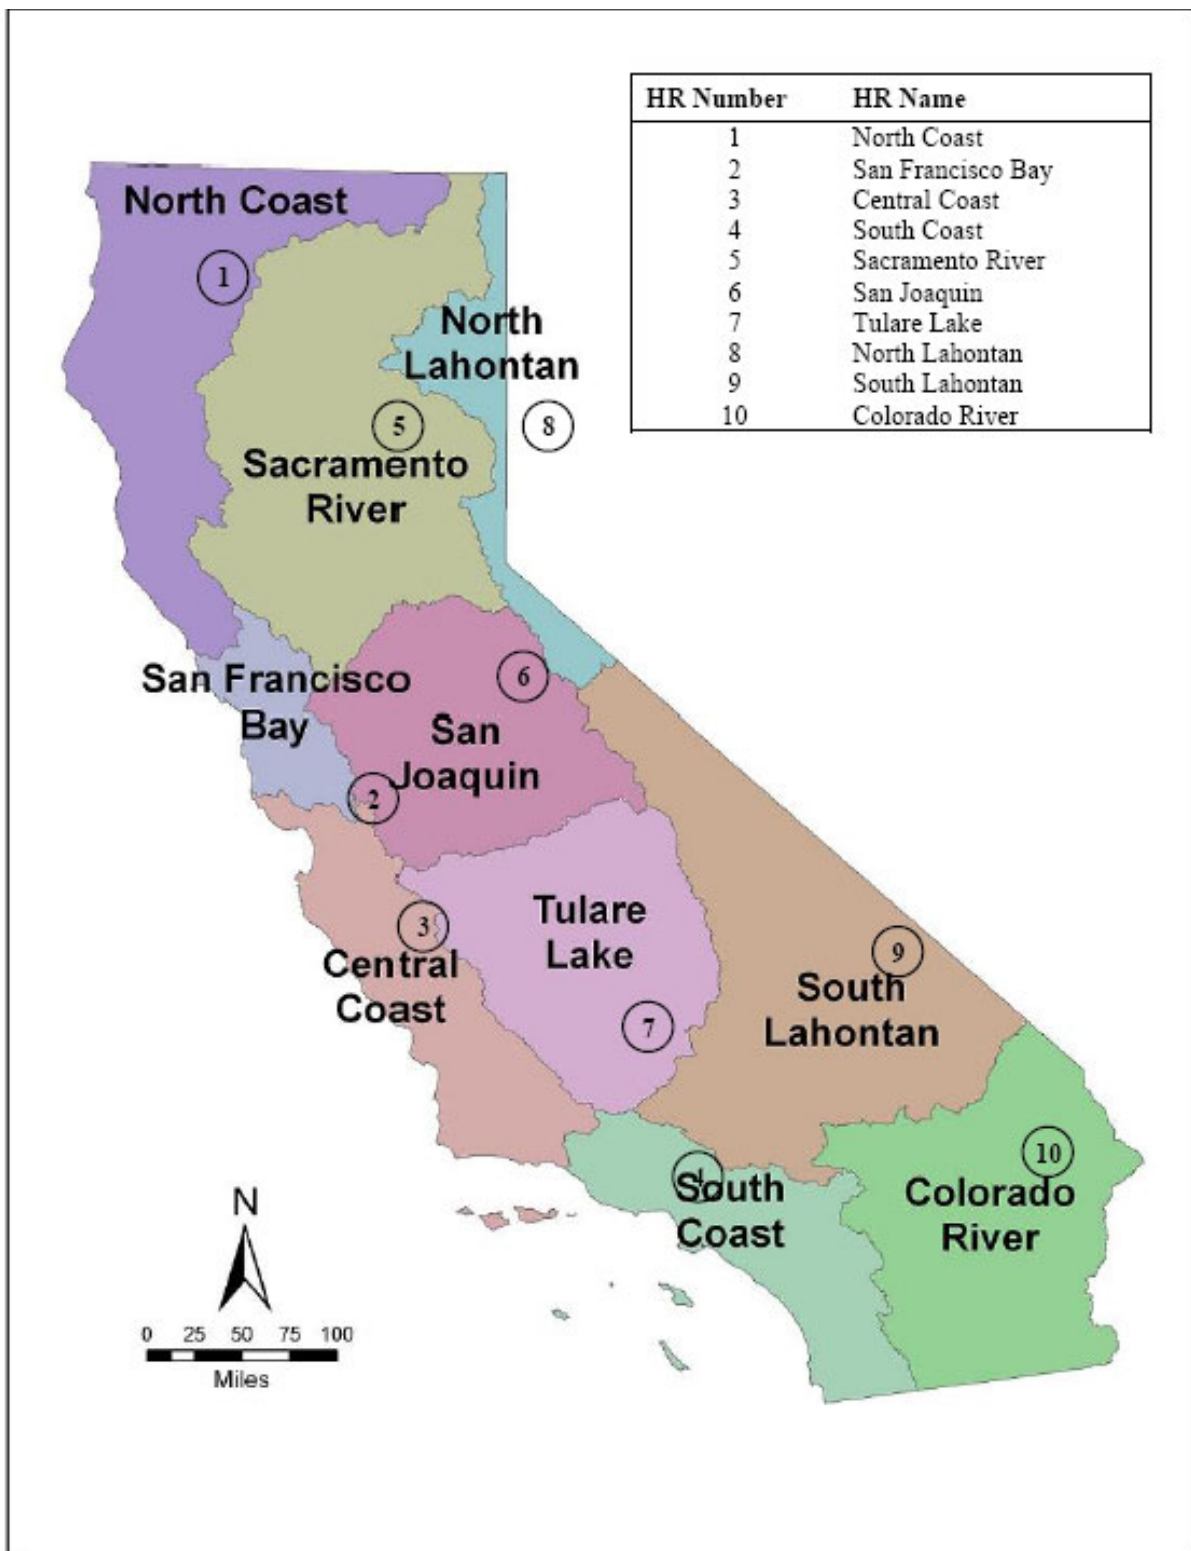 HR Number HR Name
1 North Coast
2 San Francisco Bay
3 Central Coast
4 South Coast
5 Sacramento River
6 San Joaquin
7 Tulare Lake
8 North Lahontan
9 South Lahontan
10 Colorado River
North Coast
1
North
Lahontan
8
5
Sacramento
River
San Francisco
Bay
2
6
San
Joaquin
3
Central
Coast
Tulare
Lake
7
9
South
Lahontan
4
South
Coast
10
Colorado
River
N
0 25 50 75 100
Miles